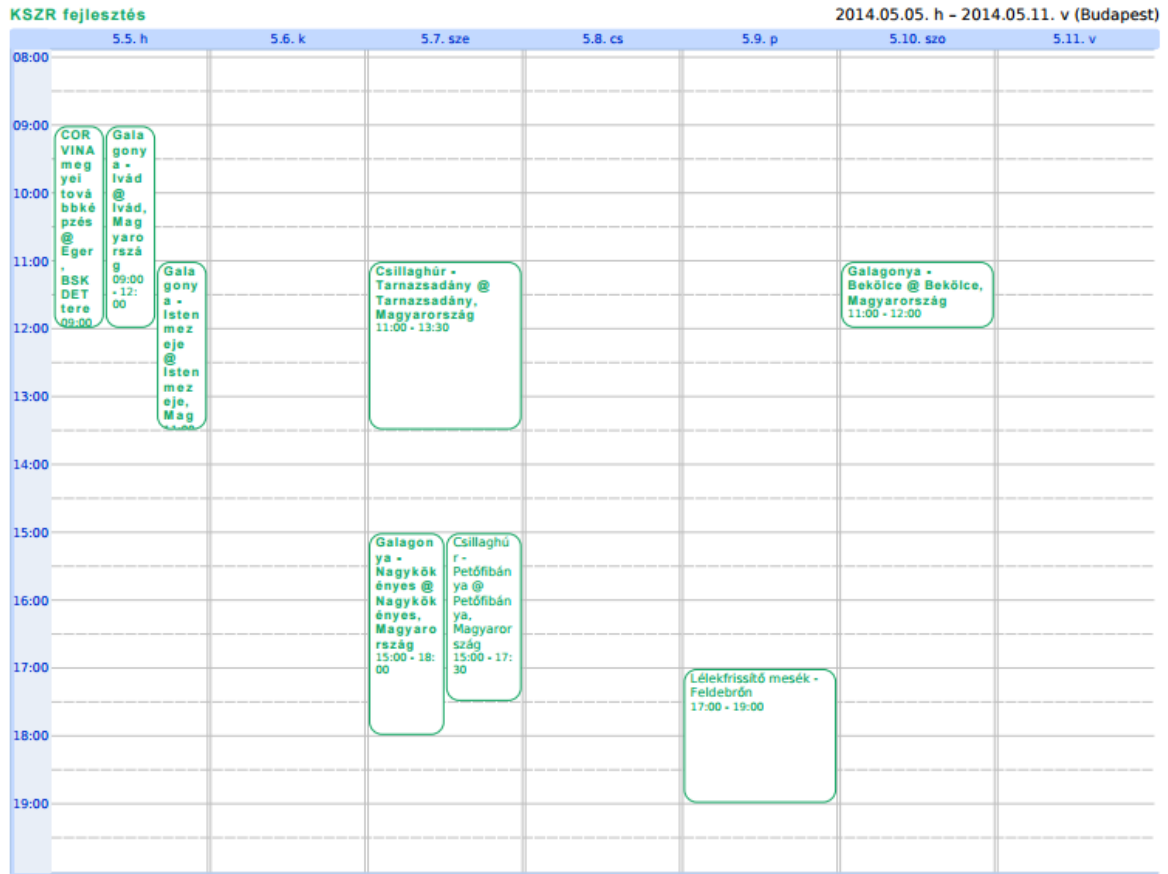 KSZR fejlesztés
2014.05.05. h – 2014.05.11. v (Budapest)
5.5. h
5.6. k
5.7. sze
5.8. cs
5.9. p
5.10. szo
5.11. v
08:00
09:00
10:00
11:00
12:00
13:00
14:00
15:00
16:00
17:00
18:00
19:00
COR
VINA
meg
yei
tová
bbké
pzés
@
Eger
,
BSK
DET
tere
09:00
Gala
gony
a -
Ivád
@
Ivád,
Mag
yaro
rszá
g
09:00
- 12:
00
Gala
gony
a -
Isten
mez
eje
@
Isten
mez
eje,
Mag
Csillaghúr -
Tarnazsadány @
Tarnazsadány,
Magyarország
11:00 - 13:30
Galagon
ya -
Nagykök
ényes @
Nagykök
ényes,
Magyaro
rszág
15:00 - 18:
00
Csillaghú
r -
Petőfibán
ya @
Petőfibán
ya,
Magyaror
szág
15:00 - 17:
30
Lélekfrissítő mesék -
Feldebrőn
17:00 - 19:00
Galagonya -
Bekölce @ Bekölce,
Magyarország
11:00 - 12:00